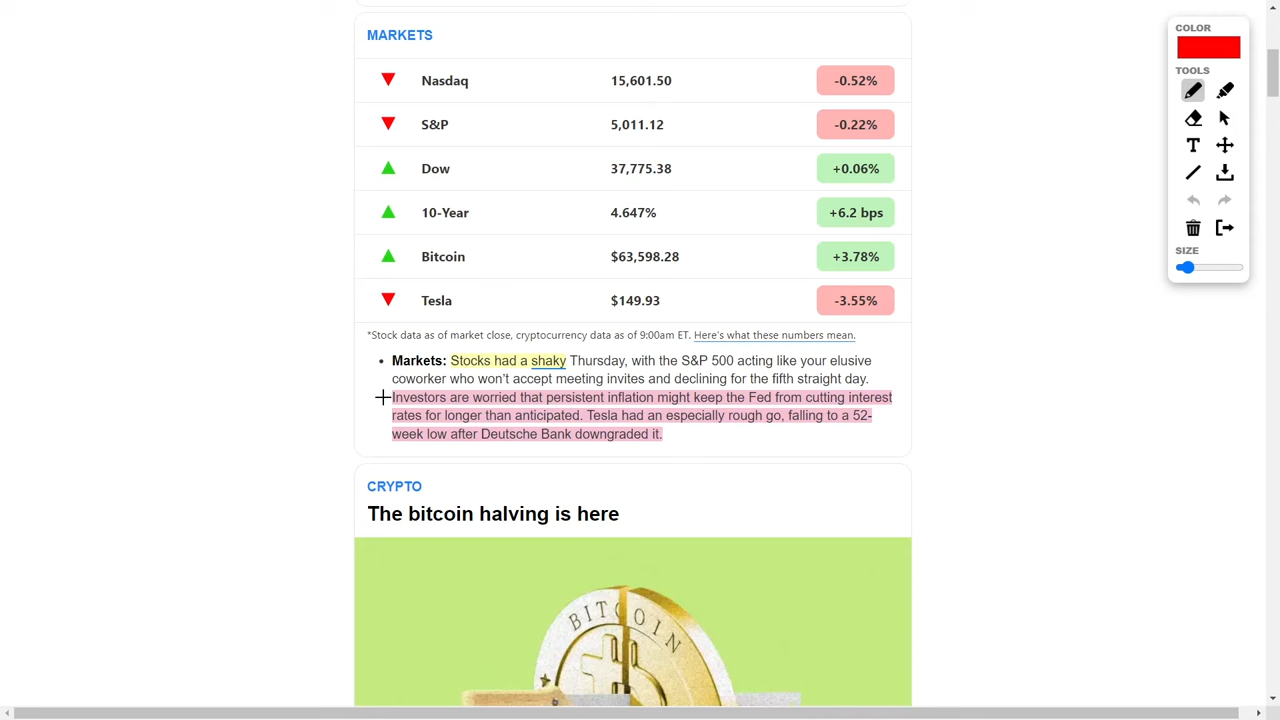 MARKETS
Nasdaq 15,601.50 -0.52%
S&P 5,011.12 -0.22%
Dow 37,775.38 +0.06%
10-Year 4.647% +6.2 bps
Bitcoin $63,598.28 +3.78%
Tesla $149.93 -3.55%
*Stock data as of market close, cryptocurrency data as of 9:00am ET. Here's what these numbers mean.
• Markets: Stocks had a shaky Thursday, with the S&P 500 acting like your elusive
coworker who won't accept meeting invites and declining for the fifth straight day.
Investors are worried that persistent inflation might keep the Fed from cutting interest
rates for longer than anticipated. Tesla had an especially rough go, falling to a 52-
week low after Deutsche Bank downgraded it.
CRYPTO
The bitcoin halving is here
BITCOIN
COLOR
TOOLS
T
SIZE